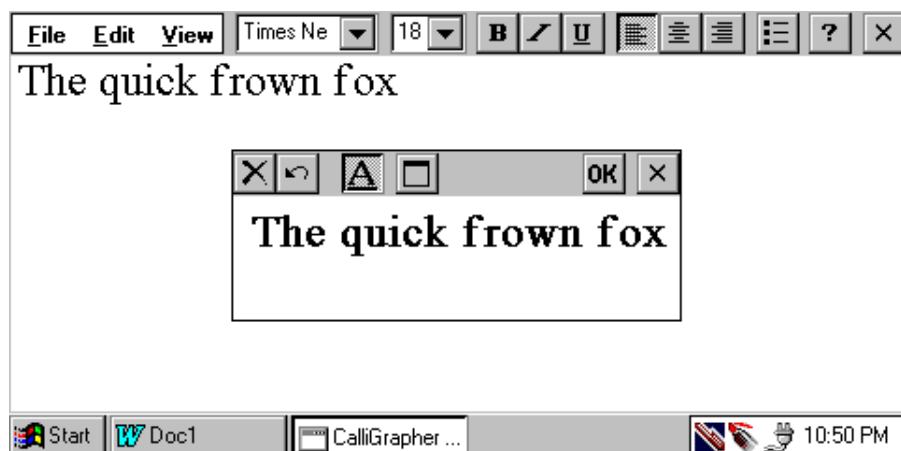 File Edit View Times Ne 18 B I U ?
The quick frown fox
A OK
The quick frown fox
Start Doc1 CalliGrapher ... 10:50 PM